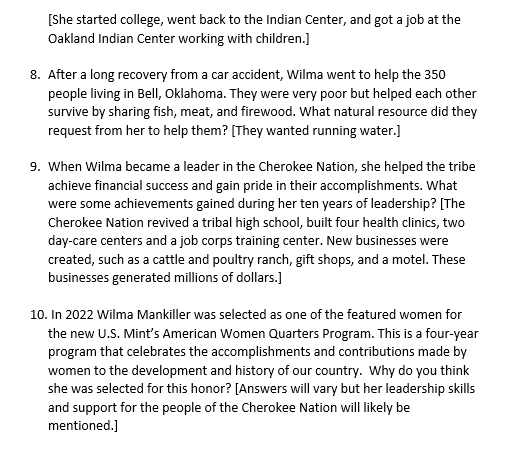 [She started college, went back to the Indian Center, and got a job at the
Oakland Indian Center working with children.]
8. After a long recovery from a car accident, Wilma went to help the 350
people living in Bell, Oklahoma. They were very poor but helped each other
survive by sharing fish, meat, and firewood. What natural resource did they
request from her to help them? [They wanted running water.]
9. When Wilma became a leader in the Cherokee Nation, she helped the tribe
achieve financial success and gain pride in their accomplishments. What
were some achievements gained during her ten years of leadership? [The
Cherokee Nation revived a tribal high school, built four health clinics, two
day-care centers and a job corps training center. New businesses were
created, such as a cattle and poultry ranch, gift shops, and a motel. These
businesses generated millions of dollars.]
10. In 2022 Wilma Mankiller was selected as one of the featured women for
the new U.S. Mint's American Women Quarters Program. This is a four-year
program that celebrates the accomplishments and contributions made by
women to the development and history of our country.  Why do you think
she was selected for this honor? [Answers will vary but her leadership skills
and support for the people of the Cherokee Nation will likely be
mentioned.]